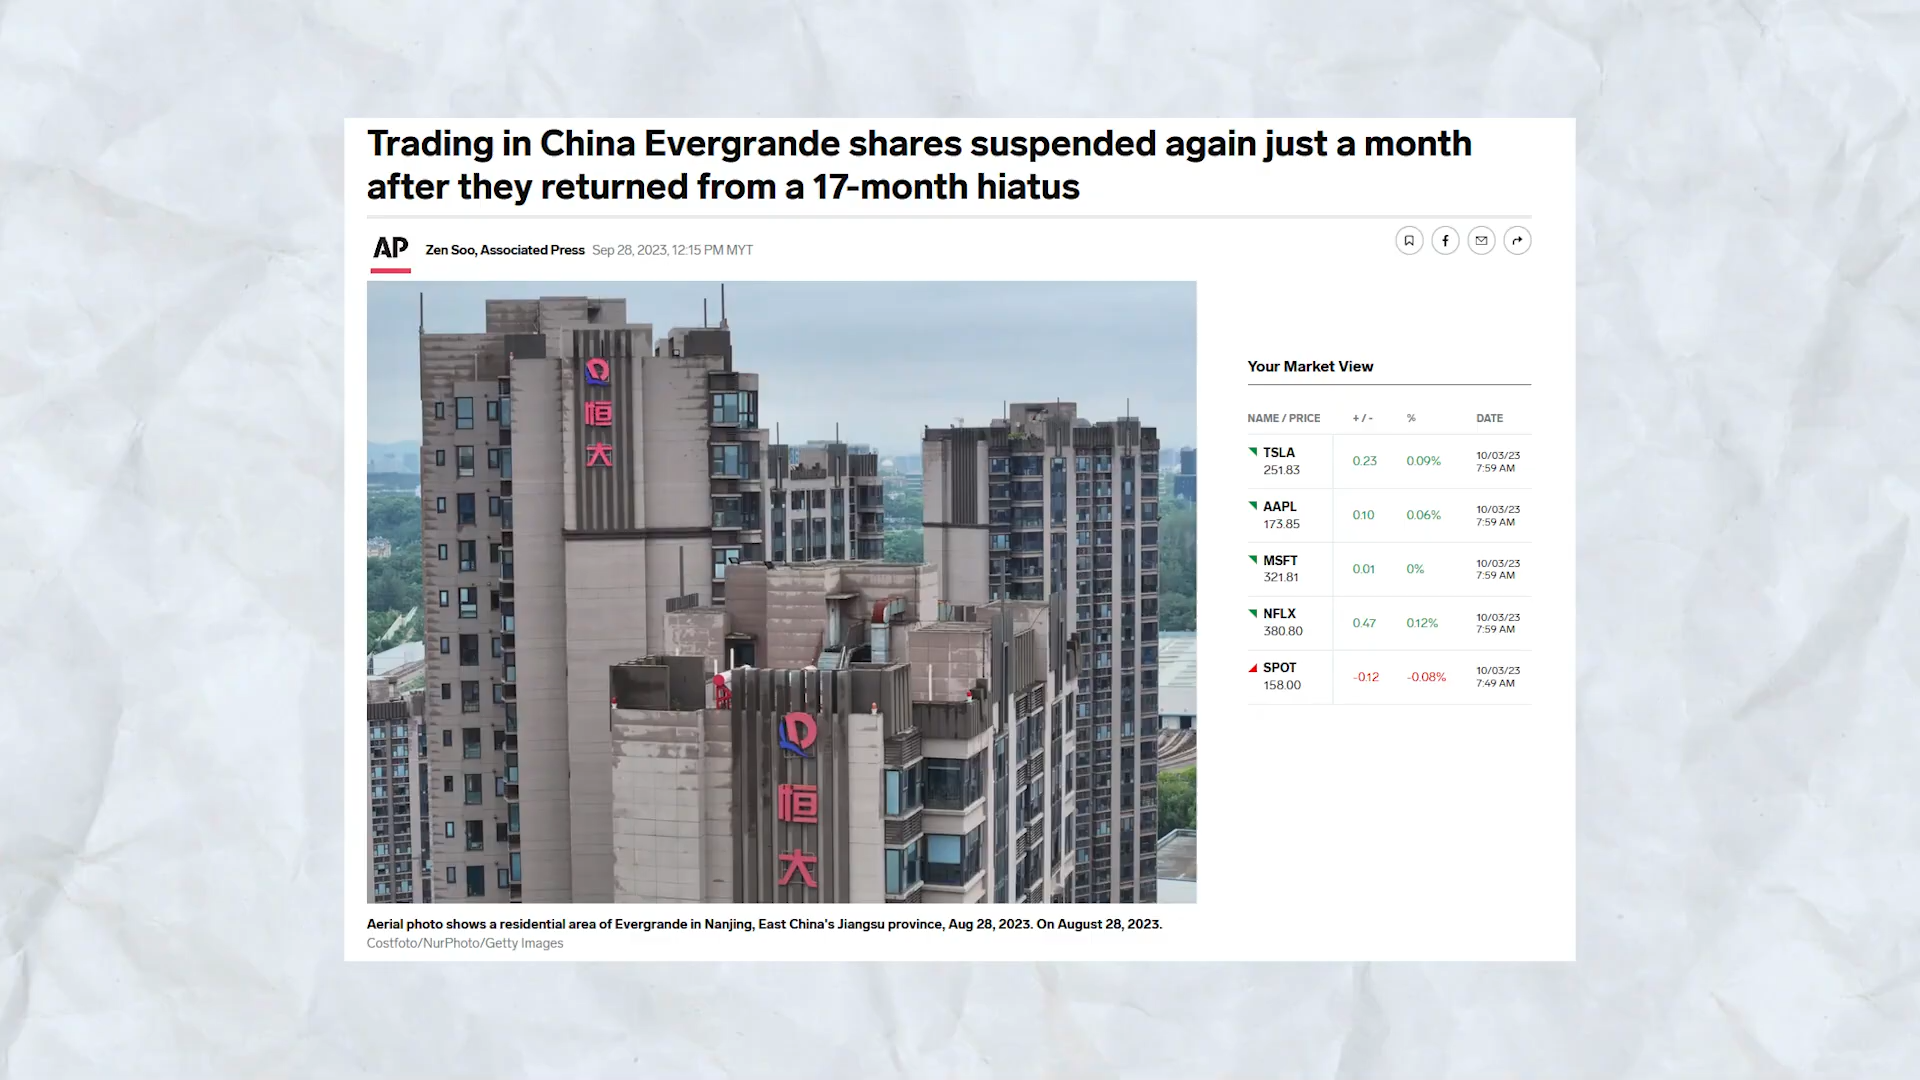 Trading in China Evergrande shares suspended again just a month
after they returned from a 17-month hiatus
AP
Zen Soo, Associated Press Sep 28, 2023, 12:15 PM MYT
恒
大
恒
大
Your Market View
NAME / PRICE + / - % DATE
TSLA
251.83
0.23
0.09%
10/03/23
7:59 AM
AAPL
173.85
0.10
0.06%
10/03/23
7:59 AM
MSFT
321.81
0.01
0%
10/03/23
7:59 AM
NFLX
380.80
0.47
0.12%
10/03/23
7:59 AM
SPOT
158.00
-0.12
-0.08%
10/03/23
7:49 AM
Aerial photo shows a residential area of Evergrande in Nanjing, East China's Jiangsu province, Aug 28, 2023. On August 28, 2023.
Costfoto/NurPhoto/Getty Images